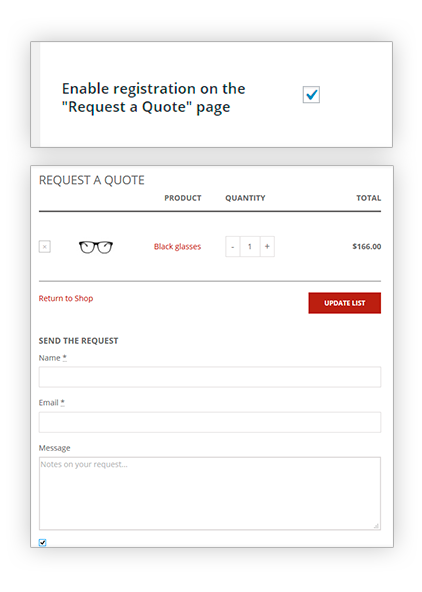 Enable registration on the
"Request a Quote" page
REQUEST A QUOTE
PRODUCT QUANTITY TOTAL
× Black glasses - 1 + $166.00
Return to Shop UPDATE LIST
SEND THE REQUEST
Name *
Email *
Message
Notes on your request...